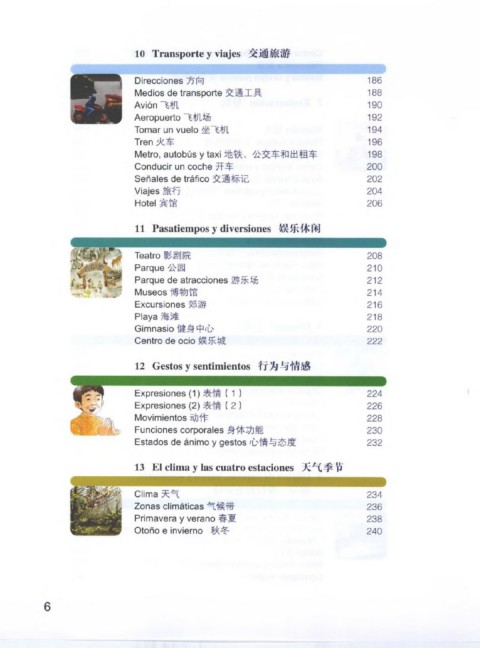 10 Transporte y viajes 交通旅游
Direcciones 方向 186
Medios de transporte 交通工具 188
Avión 飞机 190
Aeropuerto 飞机场 192
Tomar un vuelo 坐飞机 194
Tren 火车 196
Metro, autobús y taxi 地铁、公交车和出租车 198
Conducir un coche 开车 200
Señales de tráfico 交通标记 202
Viajes 旅行 204
Hotel 宾馆 206
11 Pasatiempos y diversiones 娱乐休闲
Teatro 影剧院 208
Parque 公园 210
Parque de atracciones 游乐场 212
Museos 博物馆 214
Excursiones 郊游 216
Playa 海滩 218
Gimnasio 健身中心 220
Centro de ocio 娱乐城 222
12 Gestos y sentimientos 行为与情感
Expresiones (1) 表情（1） 224
Expresiones (2) 表情（2） 226
Movimientos 动作 228
Funciones corporales 身体功能 230
Estados de ánimo y gestos 心情与态度 232
13 El clima y las cuatro estaciones 天气季节
Clima 天气 234
Zonas climáticas 气候带 236
Primavera y verano 春夏 238
Otoño e invierno 秋冬 240
6